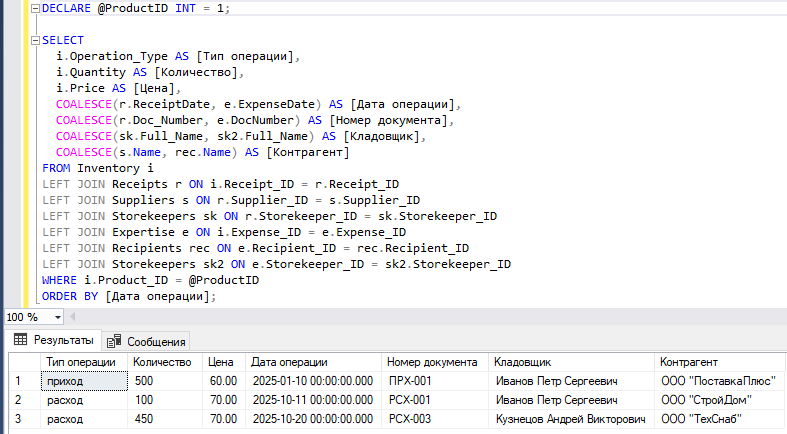 DECLARE @ProductID INT = 1;
SELECT
i.Operation_Type AS [Тип операции],
i.Quantity AS [Количество],
i.Price AS [Цена],
COALESCE(r.ReceiptDate, e.ExpenseDate) AS [Дата операции],
COALESCE(r.Doc_Number, e.DocNumber) AS [Номер документа],
COALESCE(sk.Full_Name, sk2.Full_Name) AS [Кладовщик],
COALESCE(s.Name, rec.Name) AS [Контрагент]
FROM Inventory i
LEFT JOIN Receipts r ON i.Receipt_ID = r.Receipt_ID
LEFT JOIN Suppliers s ON r.Supplier_ID = s.Supplier_ID
LEFT JOIN Storekeepers sk ON r.Storekeeper_ID = sk.Storekeeper_ID
LEFT JOIN Expertise e ON i.Expense_ID = e.Expense_ID
LEFT JOIN Recipients rec ON e.Recipient_ID = rec.Recipient_ID
LEFT JOIN Storekeepers sk2 ON e.Storekeeper_ID = sk2.Storekeeper_ID
WHERE i.Product_ID = @ProductID
ORDER BY [Дата операции];
100 %
Результаты Сообщения
Тип операции Количество Цена Дата операции Номер документа Кладовщик Контрагент
1 приход 500 60.00 2025-01-10 00:00:00.000 ПРХ-001 Иванов Петр Сергеевич ООО "ПоставкаПлюс"
2 расход 100 70.00 2025-10-11 00:00:00.000 РСХ-001 Иванов Петр Сергеевич ООО "СтройДом"
3 расход 450 70.00 2025-10-20 00:00:00.000 РСХ-003 Кузнецов Андрей Викторович ООО "ТехСнаб"